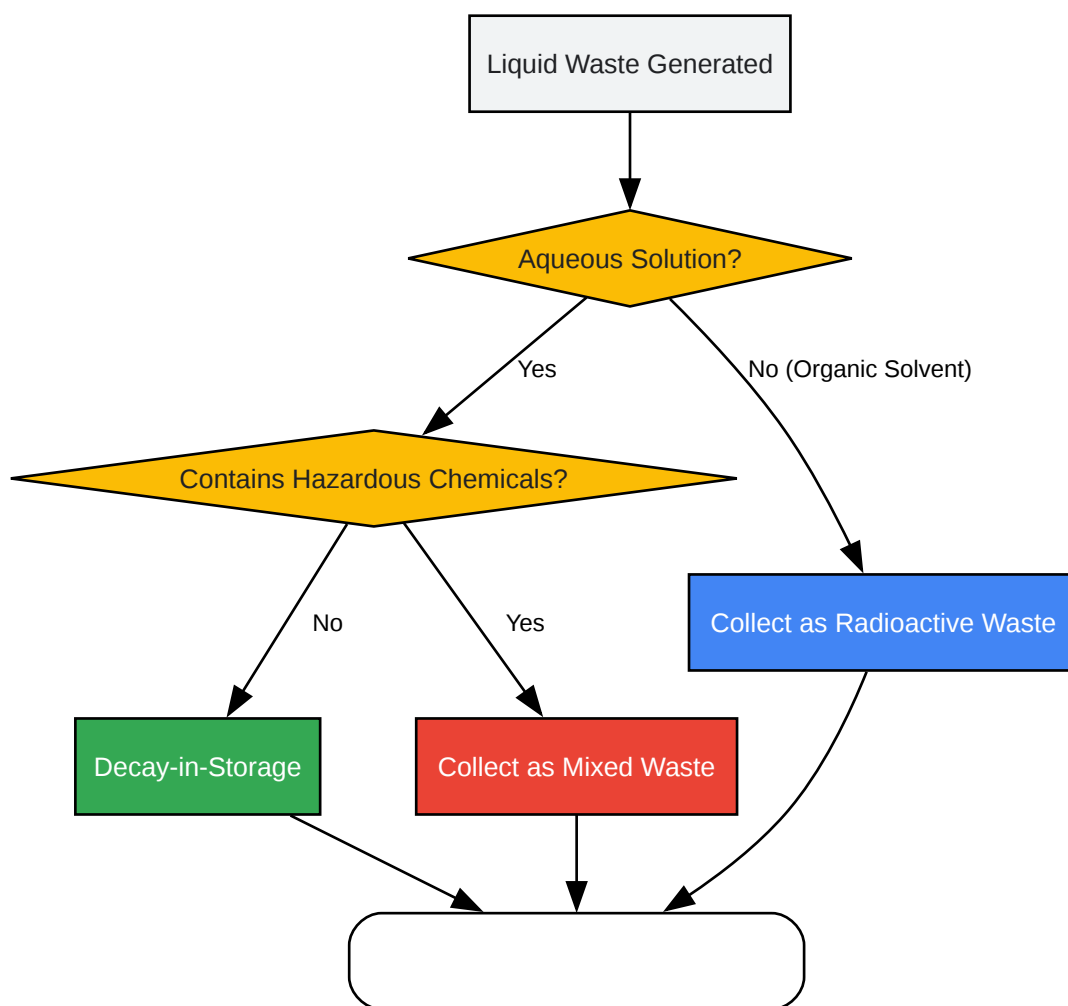 Liquid Waste Generated
Aqueous Solution?
Yes
No (Organic Solvent)
Contains Hazardous Chemicals?
No
Yes
Collect as Radioactive Waste
Decay-in-Storage
Collect as Mixed Waste